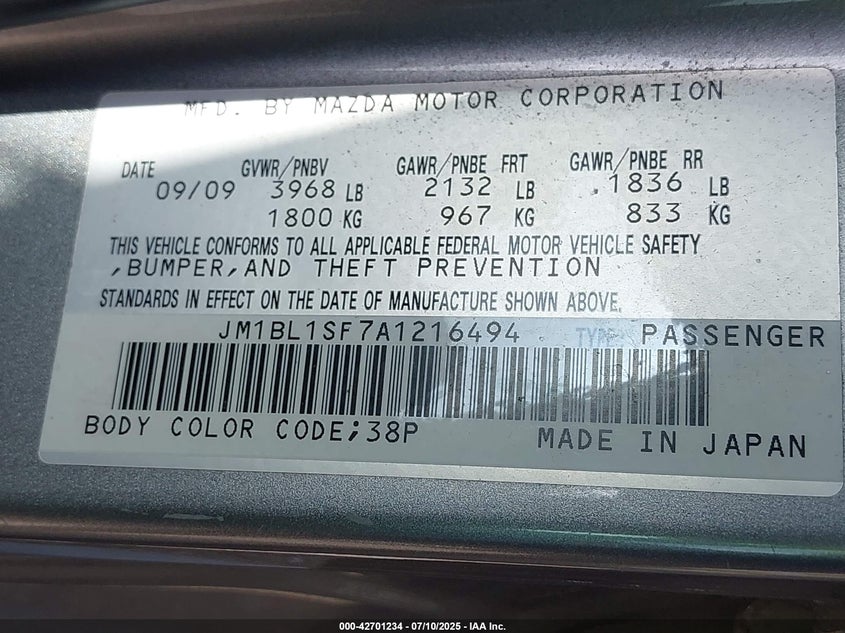 MFD. BY MAZDA MOTOR CORPORATION
DATE GVWR/PNBV GAWR/PNBE FRT GAWR/PNBE RR
09/09 3968 LB 2132 LB 1836 LB
1800 KG 967 KG 833 KG
THIS VEHICLE CONFORMS TO ALL APPLICABLE FEDERAL MOTOR VEHICLE SAFETY
,BUMPER,AND THEFT PREVENTION
STANDARDS IN EFFECT ON THE DATE OF MANUFACTURE SHOWN ABOVE.
JM1BL1SF7A1216494 TYPE PASSENGER
BODY COLOR CODE;38P MADE IN JAPAN
000-42701234 - 07/10/2025 - IAA Inc.